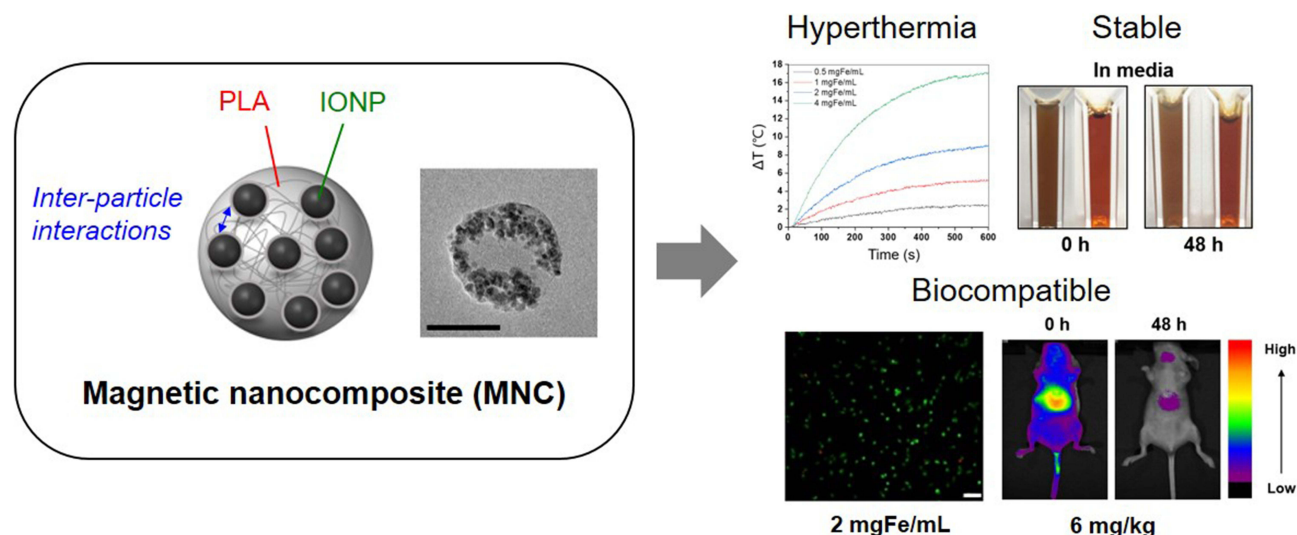 PLA
IONP
Inter-particle
interactions
Magnetic nanocomposite (MNC)
Hyperthermia
18
16
14
12
10
8
6
4
2
0
ΔT (℃)
0.5 mgFe/mL
1 mgFe/mL
2 mgFe/mL
4 mgFe/mL
0
100
200
300
400
500
600
Time (s)
Stable
In media
0 h
48 h
Biocompatible
2 mgFe/mL
0 h
48 h
6 mg/kg
High
Low